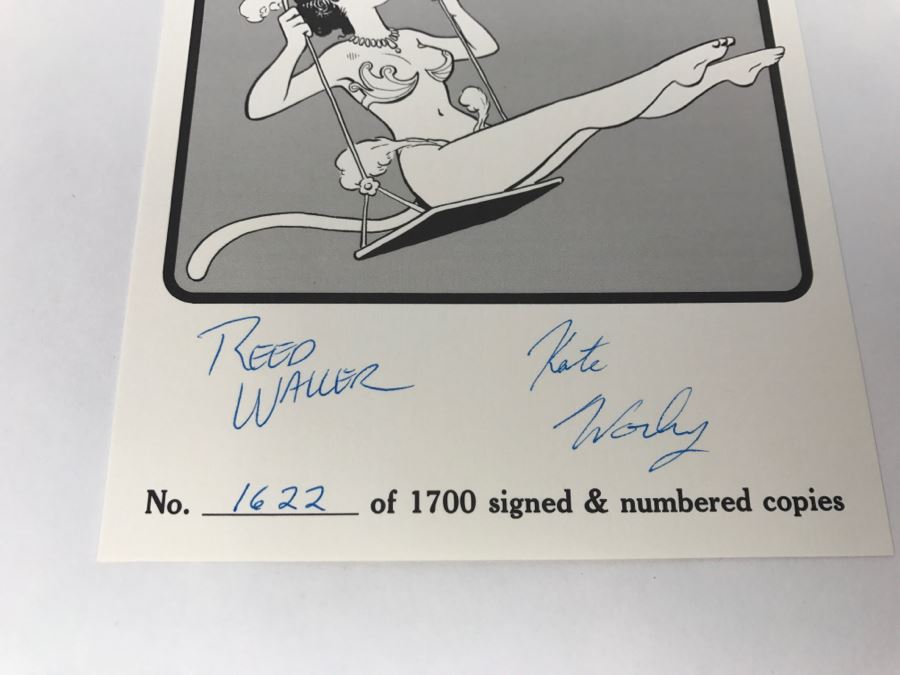 REED WALLER
Kate Worley
No. 1622 of 1700 signed & numbered copies